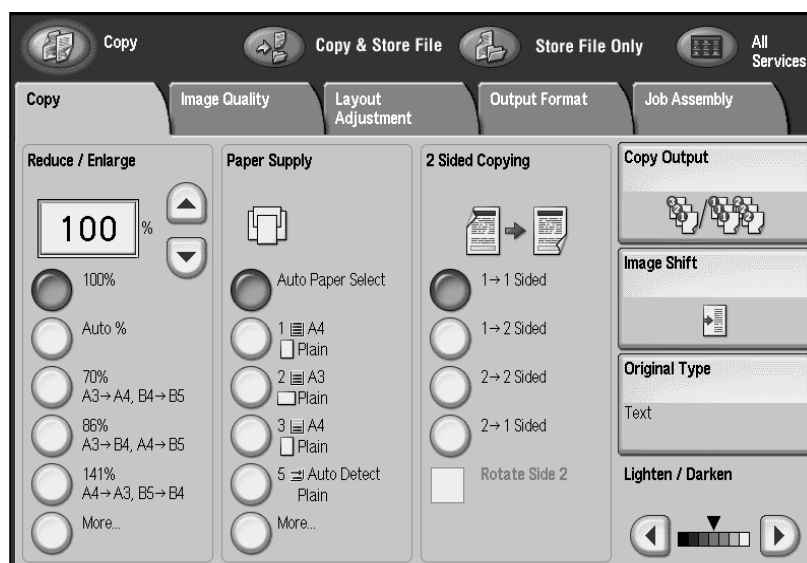 Copy
Copy & Store File
Store File Only
All
Services
Copy
Image Quality
Layout
Adjustment
Output Format
Job Assembly
Reduce / Enlarge
100 %
100%
Auto %
70%
A3→A4, B4→B5
86%
A3→B4, A4→B5
141%
A4→A3, B5→B4
More...
Paper Supply
Auto Paper Select
1 A4
Plain
2 A3
Plain
3 A4
Plain
5 Auto Detect
Plain
More...
2 Sided Copying
1→1 Sided
1→2 Sided
2→2 Sided
2→1 Sided
Rotate Side 2
Copy Output
Image Shift
Original Type
Text
Lighten / Darken